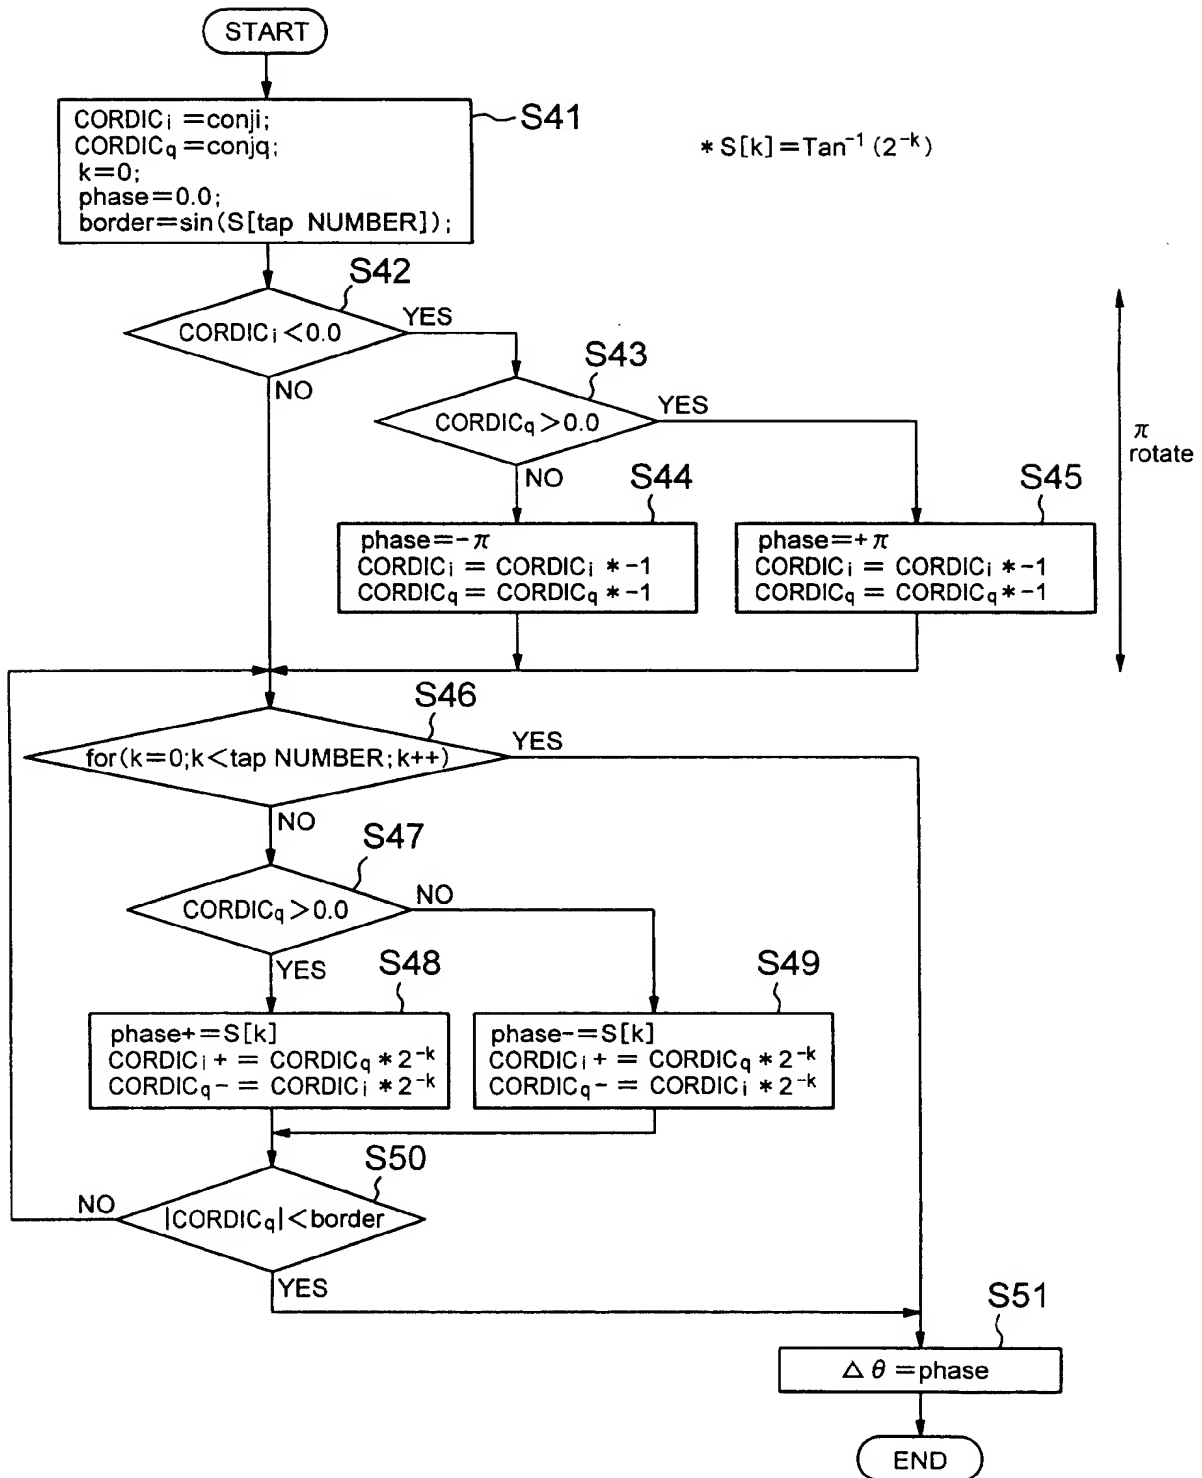 START
CORDICi =conji;
CORDICq =conjq;
k=0;
phase=0.0;
border=sin(S[tap NUMBER]);
S41
* S[k]=Tan⁻¹ (2⁻ᵏ)
S42
CORDICi <0.0
YES
NO
S43
CORDICq >0.0
YES
NO
π
rotate
S44
phase=-π
CORDICi = CORDICi * -1
CORDICq = CORDICq * -1
S45
phase=+π
CORDICi = CORDICi * -1
CORDICq = CORDICq * -1
S46
for(k=0;k<tap NUMBER;k++)
YES
NO
S47
CORDICq >0.0
NO
YES
S48
phase+=S[k]
CORDICi + = CORDICq * 2⁻ᵏ
CORDICq - = CORDICi * 2⁻ᵏ
S49
phase-=S[k]
CORDICi + = CORDICq * 2⁻ᵏ
CORDICq - = CORDICi * 2⁻ᵏ
S50
|CORDICq|<border
NO
YES
S51
Δ θ =phase
END